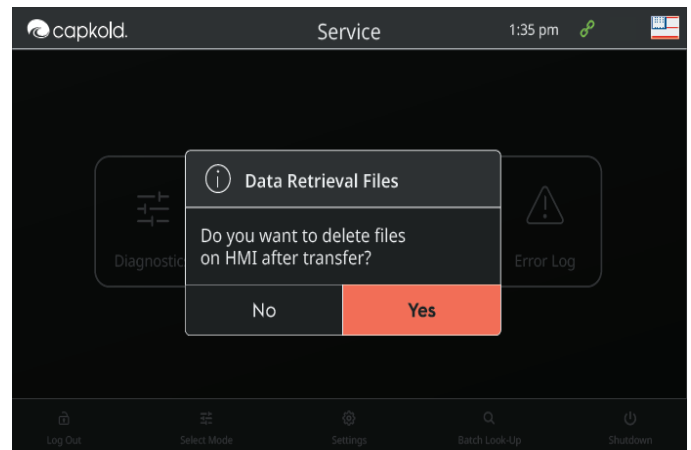 capkold. Service 1:35 pm
Data Retrieval Files
Do you want to delete files
on HMI after transfer?
Diagnostic Error Log
No Yes
Log Out Select Mode Settings Batch Look-Up Shutdown